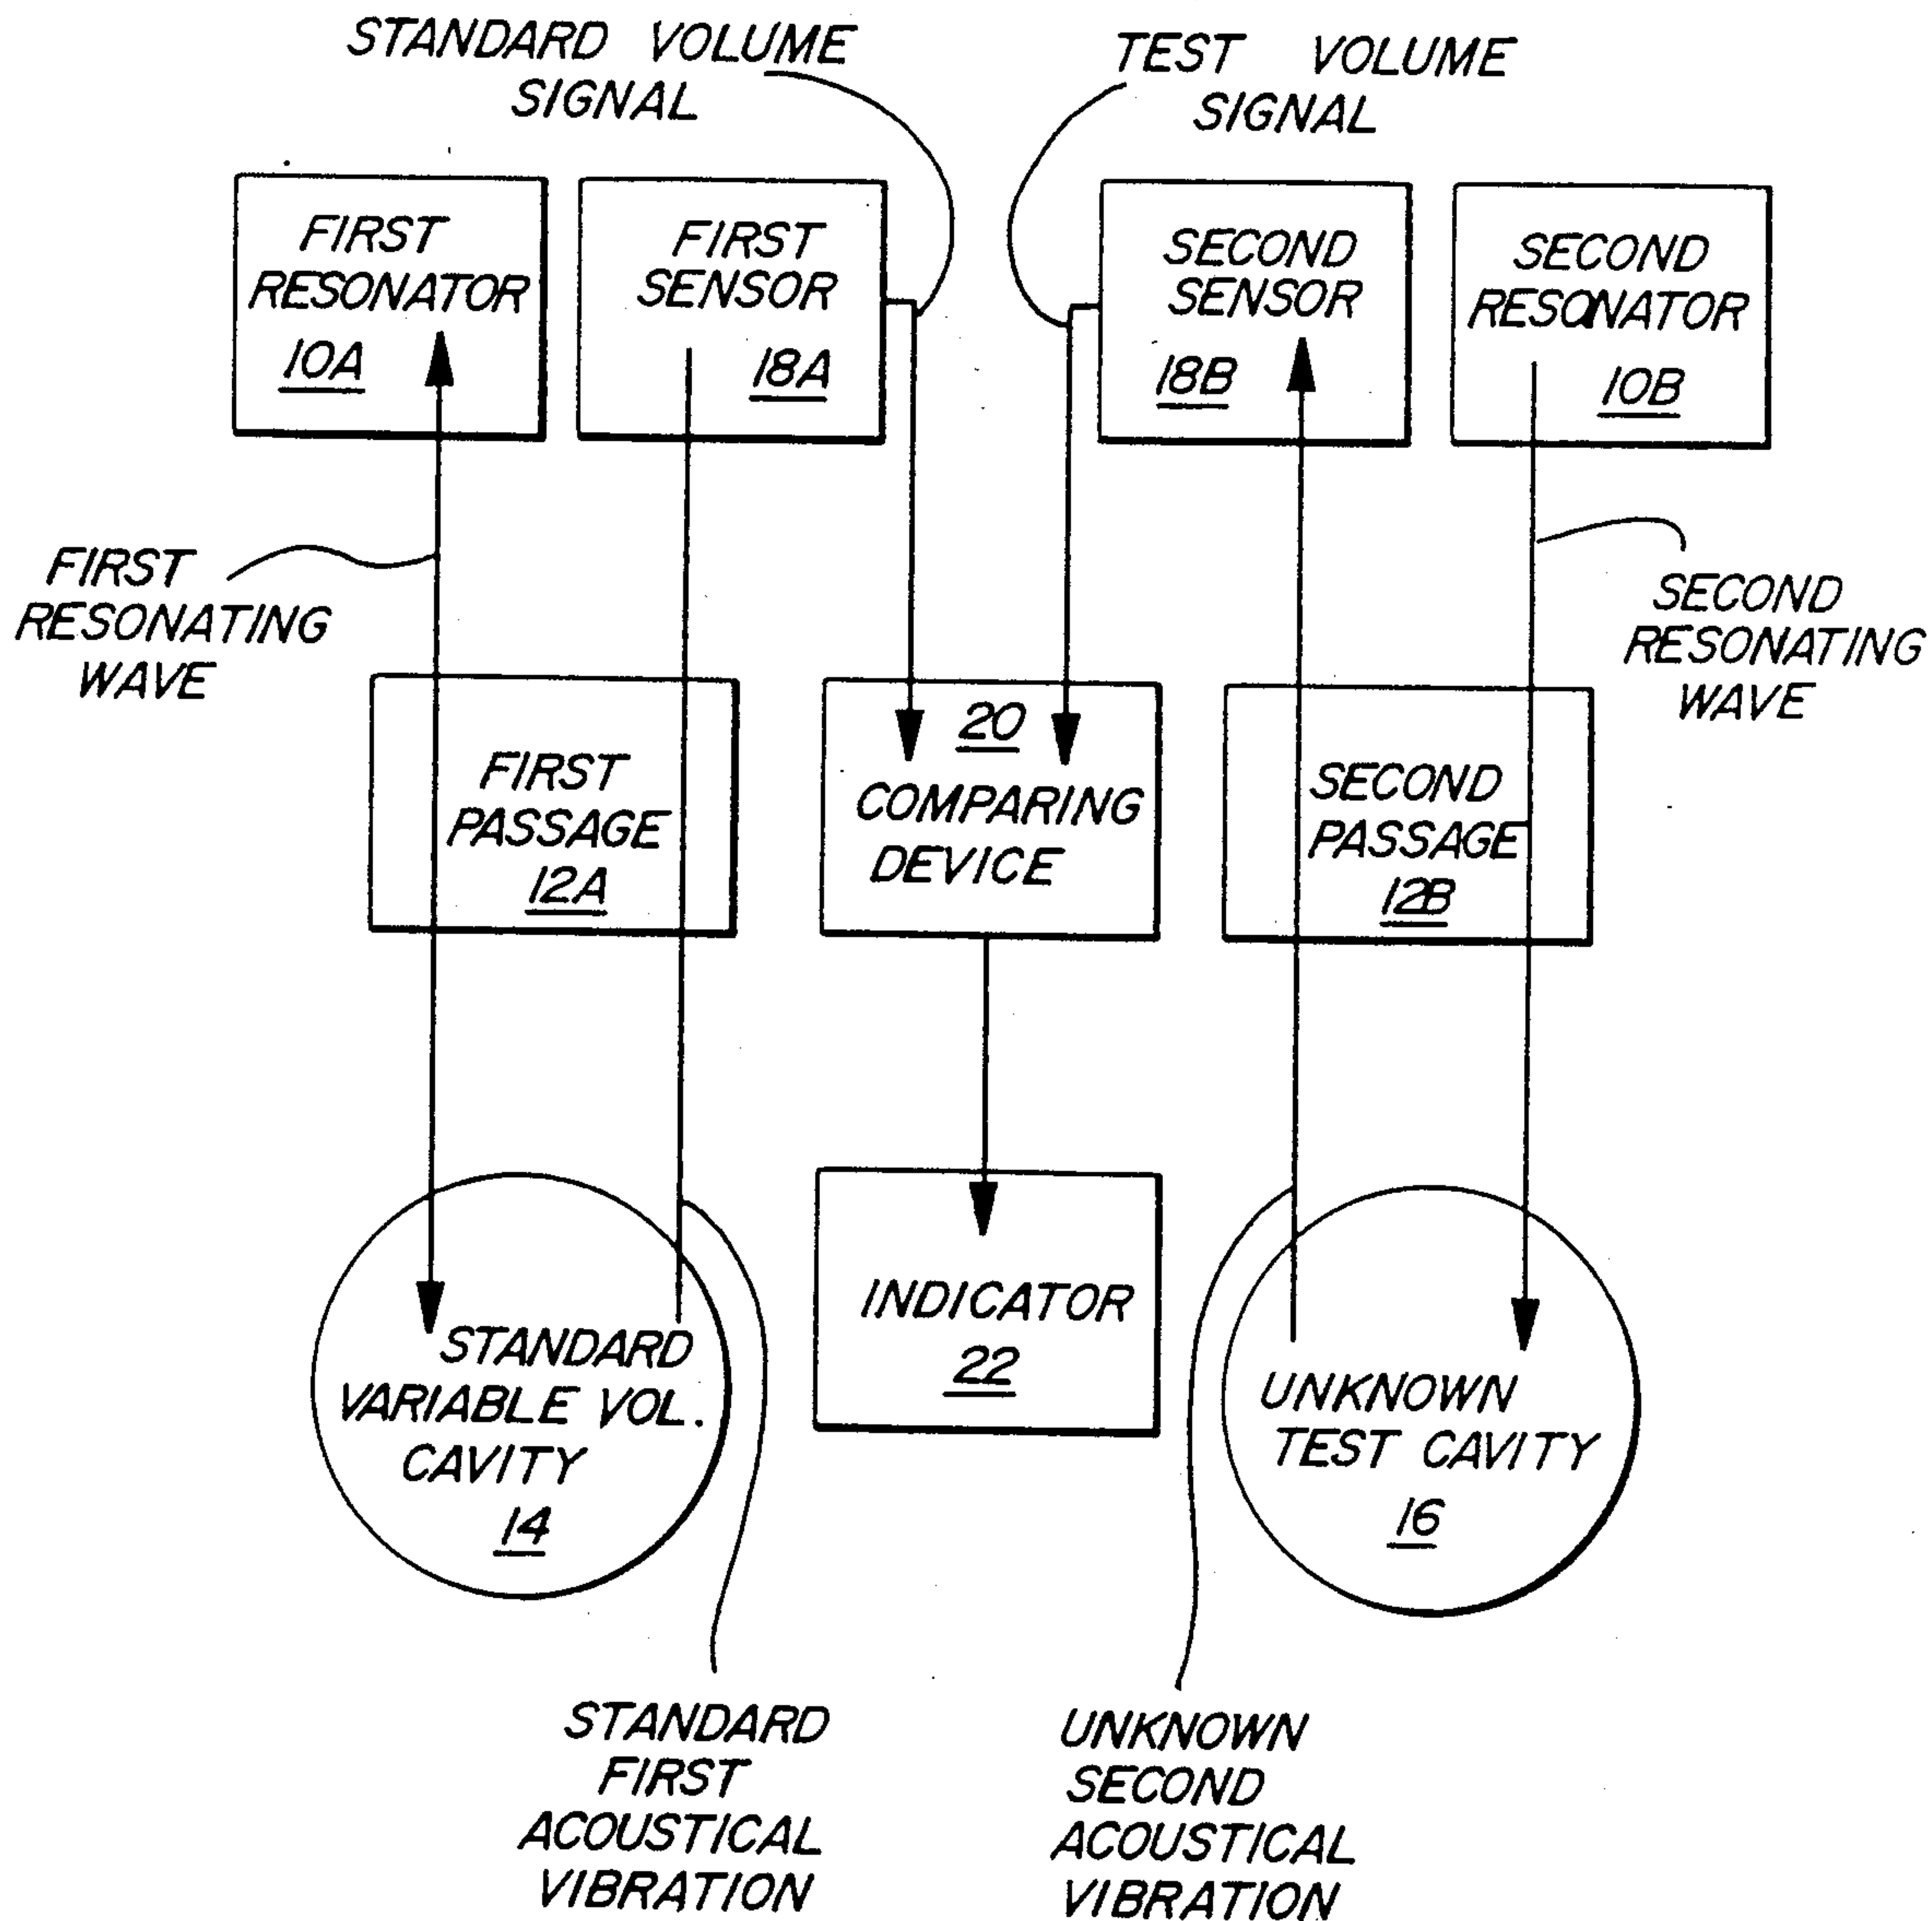 STANDARD VOLUME
SIGNAL
TEST VOLUME
SIGNAL
FIRST
RESONATOR
10A
FIRST
SENSOR
18A
SECOND
SENSOR
18B
SECOND
RESONATOR
10B
FIRST
RESONATING
WAVE
SECOND
RESONATING
WAVE
FIRST
PASSAGE
12A
20
COMPARING
DEVICE
SECOND
PASSAGE
12B
STANDARD
VARIABLE VOL.
CAVITY
14
INDICATOR
22
UNKNOWN
TEST CAVITY
16
STANDARD
FIRST
ACOUSTICAL
VIBRATION
UNKNOWN
SECOND
ACOUSTICAL
VIBRATION